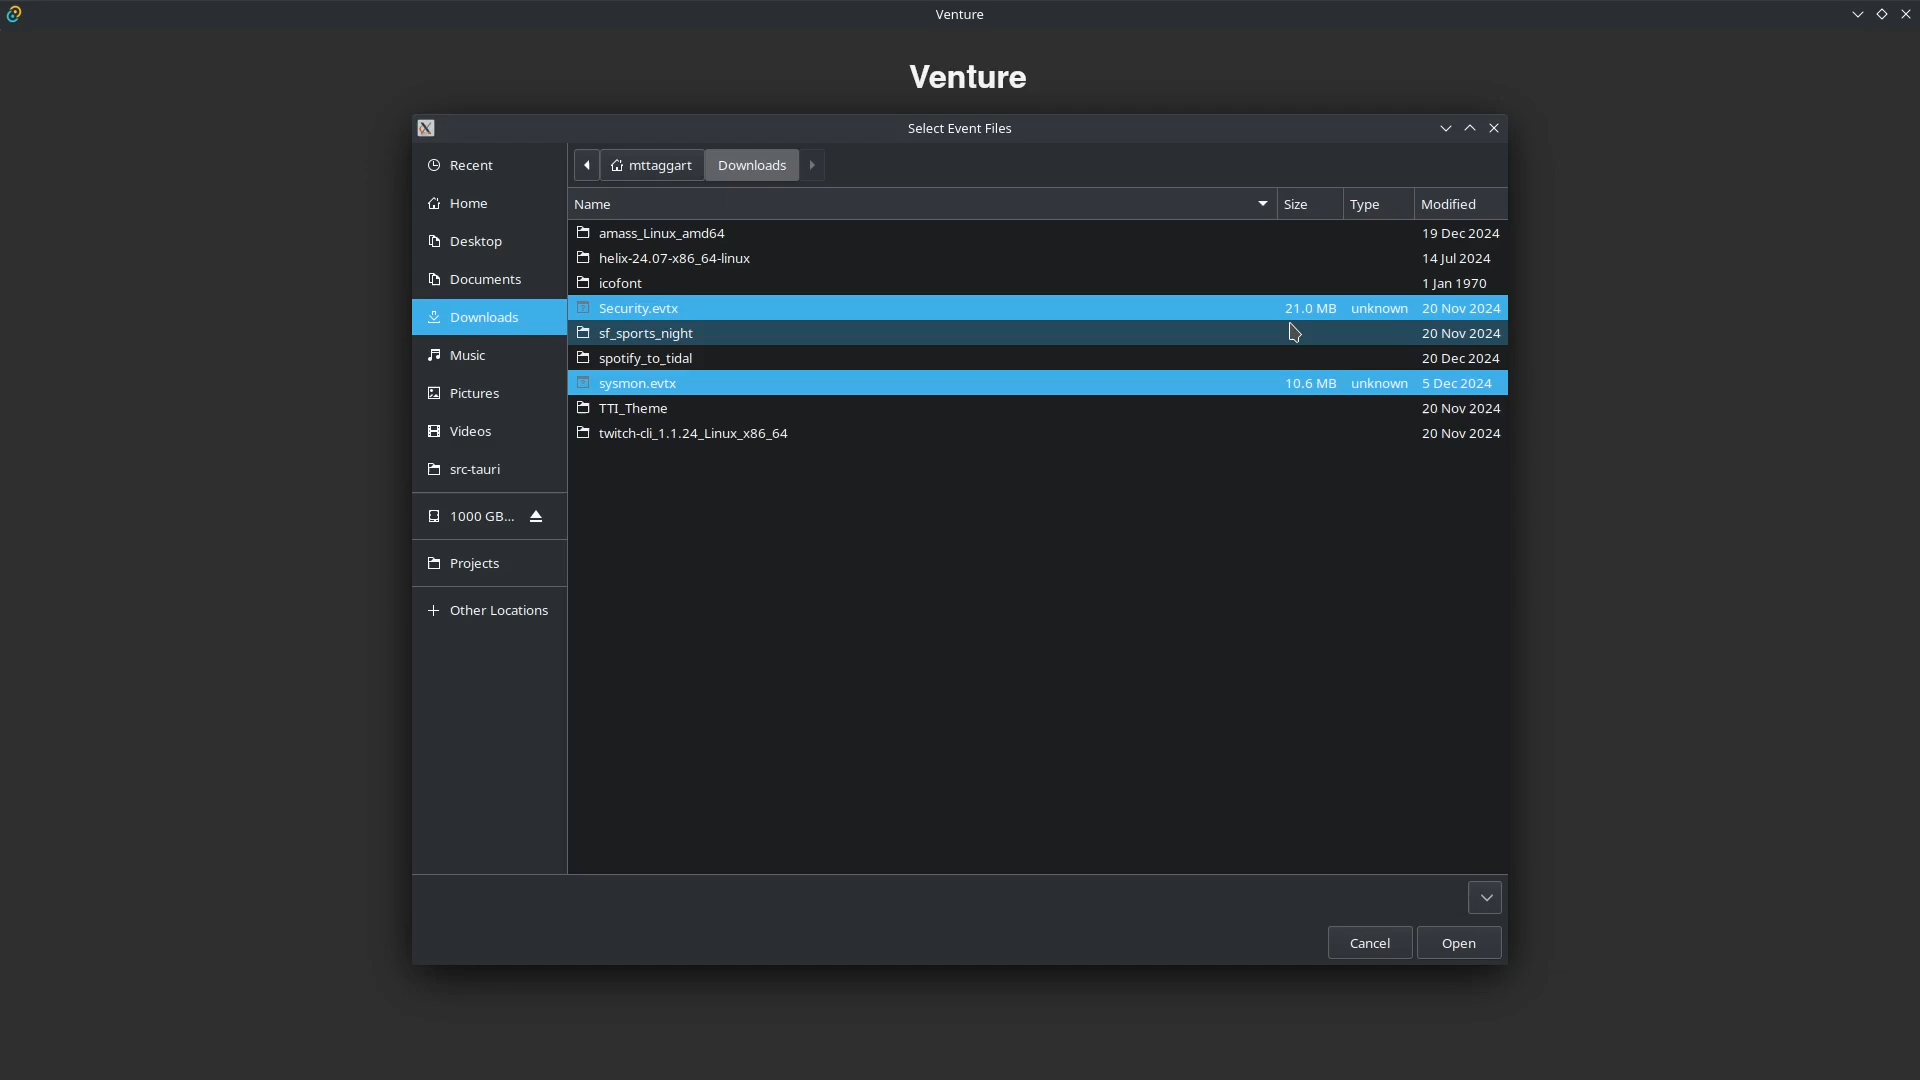 Venture
Venture
Select Event Files
Recent
Home
Desktop
Documents
Downloads
Music
Pictures
Videos
src-tauri
1000 GB...
Projects
Other Locations
mttaggart Downloads
Name Size Type Modified
amass_Linux_amd64 19 Dec 2024
helix-24.07-x86_64-linux 14 Jul 2024
icofont 1 Jan 1970
Security.evtx 21.0 MB unknown 20 Nov 2024
sf_sports_night 20 Nov 2024
spotify_to_tidal 20 Dec 2024
sysmon.evtx 10.6 MB unknown 5 Dec 2024
TTI_Theme 20 Nov 2024
twitch-cli_1.1.24_Linux_x86_64 20 Nov 2024
Cancel Open